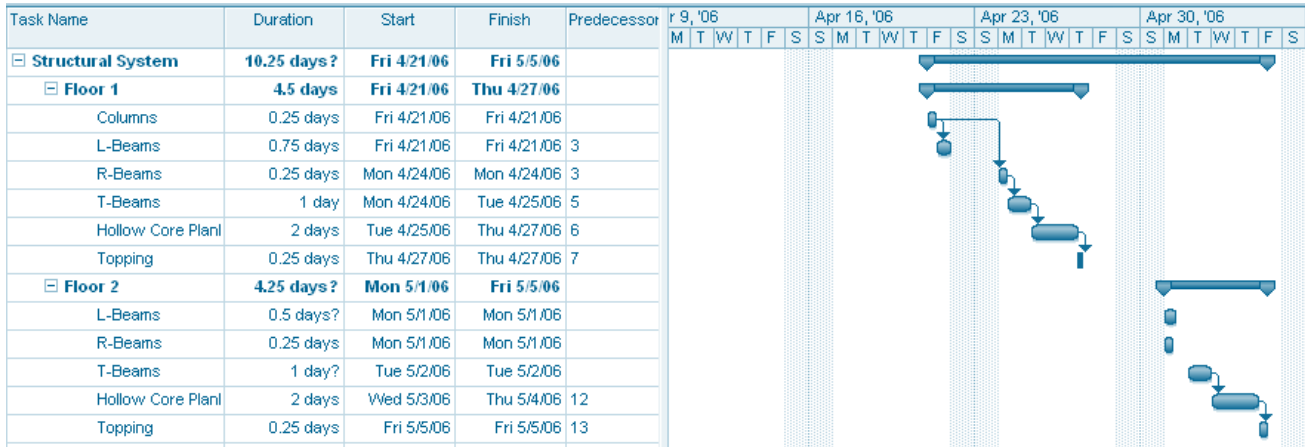 Task Name Duration Start Finish Predecessor r 9, '06 Apr 16, '06 Apr 23, '06 Apr 30, '06
M T W T F S S M T W T F S S M T W T F S S M T W T F S
Structural System 10.25 days? Fri 4/21/06 Fri 5/5/06
Floor 1 4.5 days Fri 4/21/06 Thu 4/27/06
Columns 0.25 days Fri 4/21/06 Fri 4/21/06
L-Beams 0.75 days Fri 4/21/06 Fri 4/21/06 3
R-Beams 0.25 days Mon 4/24/06 Mon 4/24/06 3
T-Beams 1 day Mon 4/24/06 Tue 4/25/06 5
Hollow Core Planl 2 days Tue 4/25/06 Thu 4/27/06 6
Topping 0.25 days Thu 4/27/06 Thu 4/27/06 7
Floor 2 4.25 days? Mon 5/1/06 Fri 5/5/06
L-Beams 0.5 days? Mon 5/1/06 Mon 5/1/06
R-Beams 0.25 days Mon 5/1/06 Mon 5/1/06
T-Beams 1 day? Tue 5/2/06 Tue 5/2/06
Hollow Core Planl 2 days Wed 5/3/06 Thu 5/4/06 12
Topping 0.25 days Fri 5/5/06 Fri 5/5/06 13